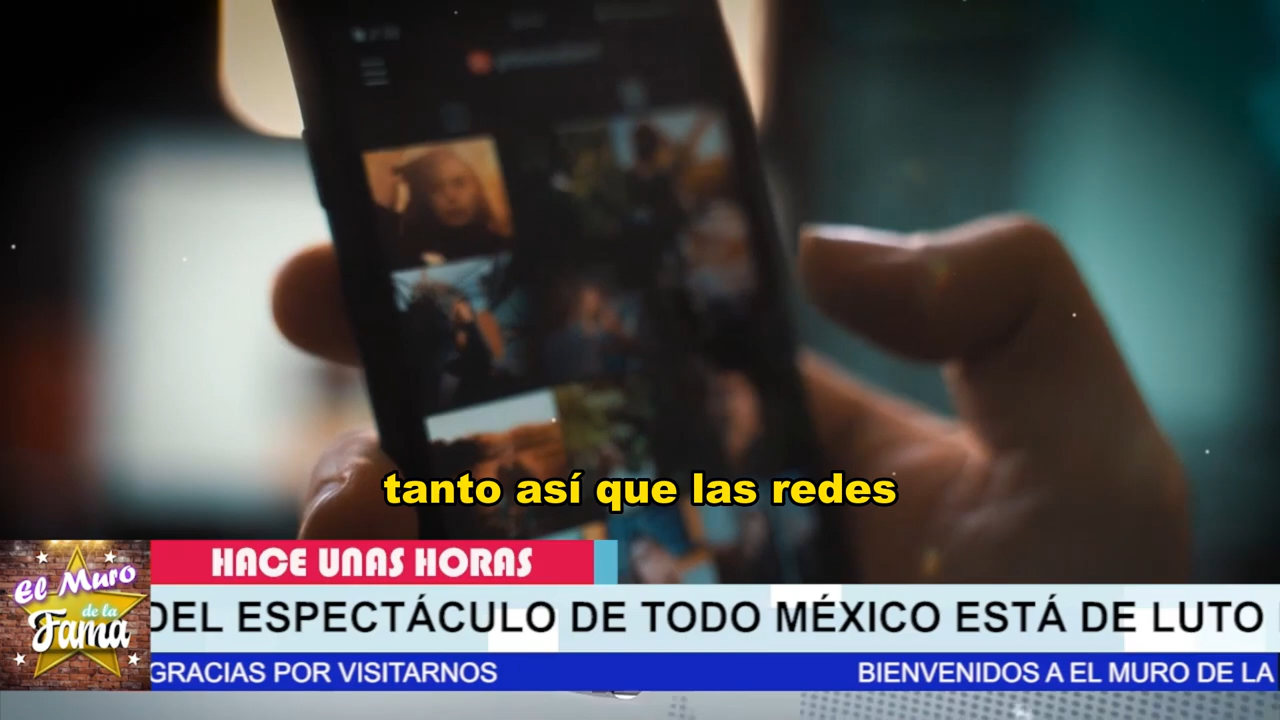 tanto así que las redes
HACE UNAS HORAS
El Muro
de la
Fama
DEL ESPECTÁCULO DE TODO MÉXICO ESTÁ DE LUTO
GRACIAS POR VISITARNOS
BIENVENIDOS A EL MURO DE LA